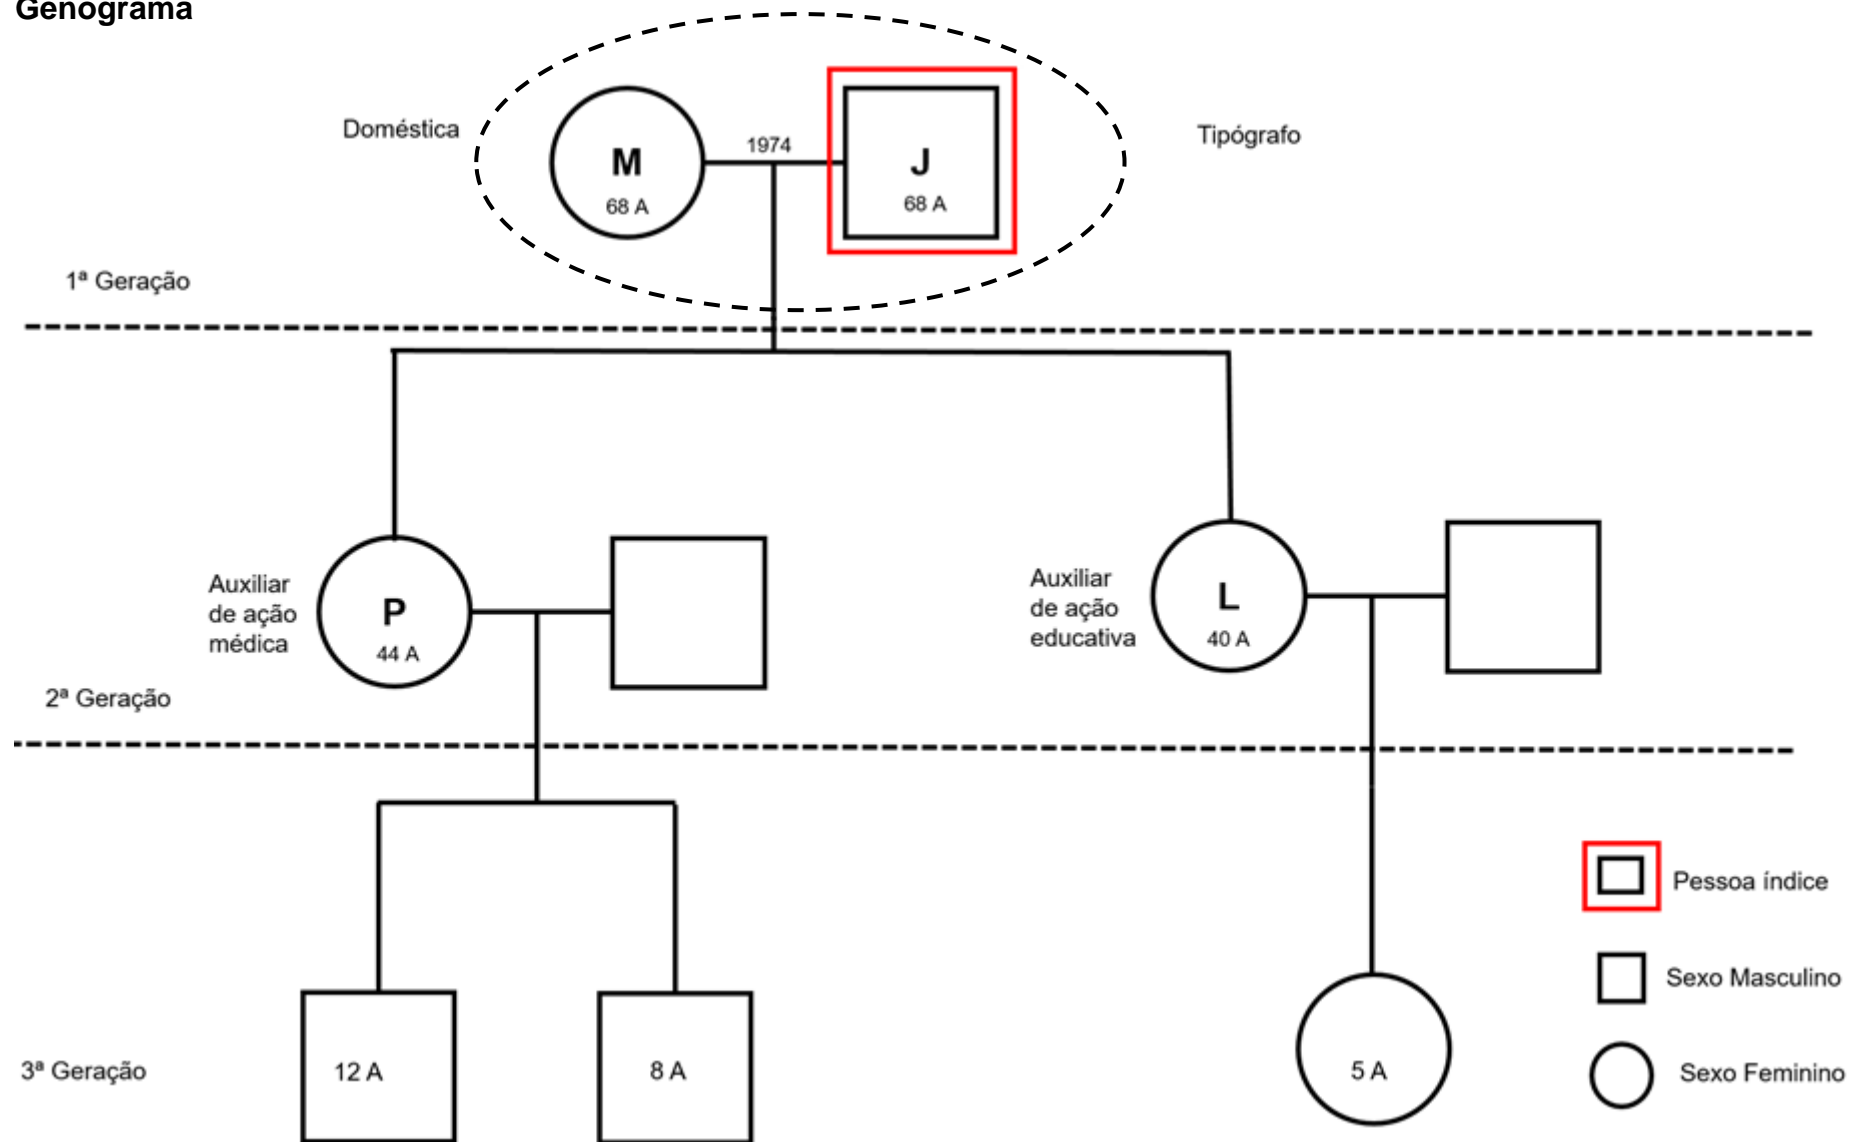 Genograma
Doméstica
M
68 A
1974
J
68 A
Tipógrafo
1ª Geração
Auxiliar
de ação
médica
P
44 A
Auxiliar
de ação
educativa
L
40 A
2ª Geração
3ª Geração
12 A
8 A
5 A
Pessoa índice
Sexo Masculino
Sexo Feminino